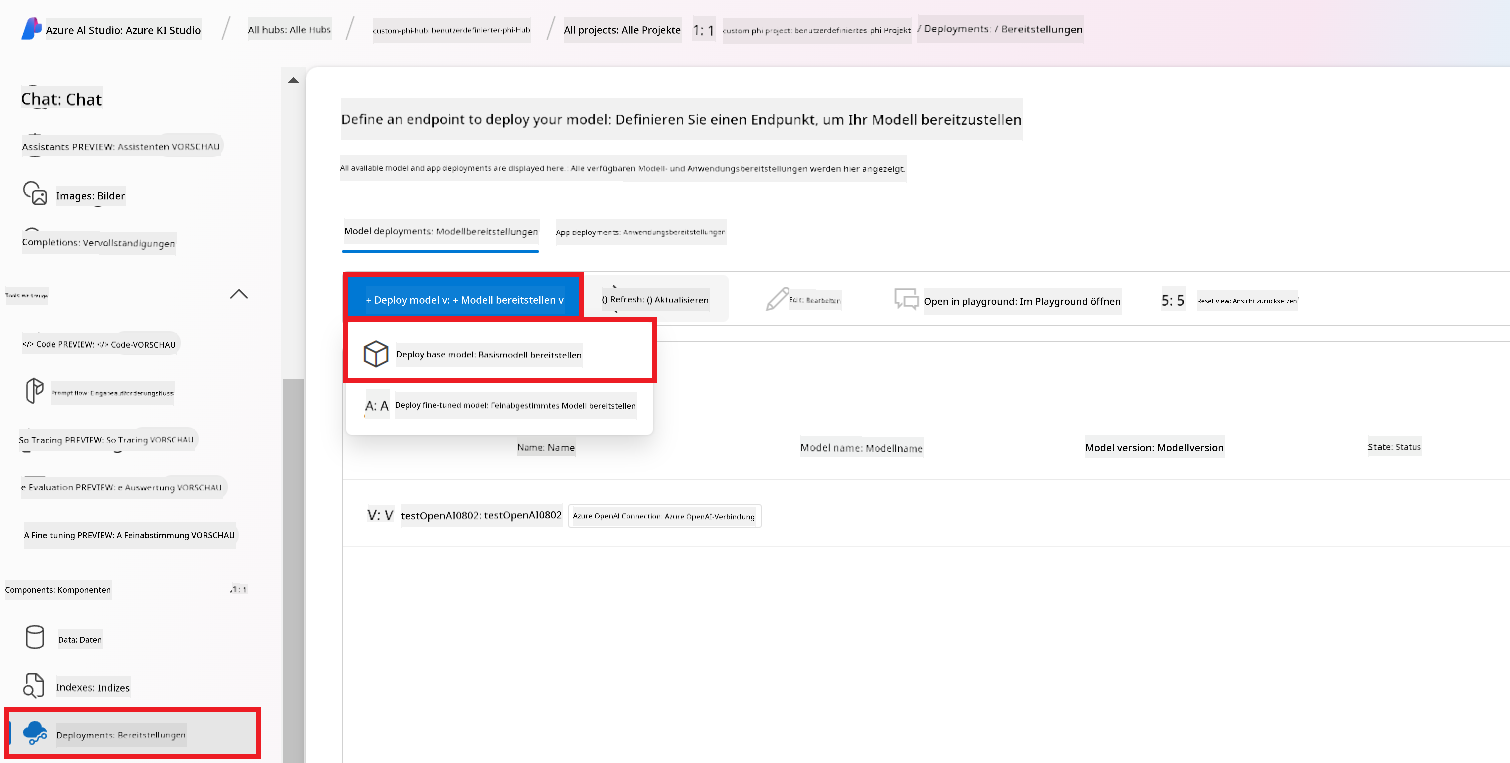 Azure AI Studio: Azure KI Studio / All hubs: Alle Hubs / custom-phi-hub: benutzerdefinierter-phi-Hub / All projects: Alle Projekte 1: 1 custom phi project: benutzerdefiniertes phi Projekt / Deployments: / Bereitstellungen
Chat: Chat
Assistants PREVIEW: Assistenten VORSCHAU
Images: Bilder
Completions: Vervollständigungen
Tools: Werkzeuge
</> Code PREVIEW: </> Code-VORSCHAU
Prompt flow: Eingabeaufforderungsfluss
So Tracing PREVIEW: So Tracing VORSCHAU
e Evaluation PREVIEW: e Auswertung VORSCHAU
A Fine tuning PREVIEW: A Feinabstimmung VORSCHAU
Components: Komponenten
Data: Daten
Indexes: Indizes
Deployments: Bereitstellungen
Define an endpoint to deploy your model: Definieren Sie einen Endpunkt, um Ihr Modell bereitzustellen
All available model and app deployments are displayed here.: Alle verfügbaren Modell- und Anwendungsbereitstellungen werden hier angezeigt.
Model deployments: Modellbereitstellungen App deployments: Anwendungsbereitstellungen
+ Deploy model v: + Modell bereitstellen v () Refresh: () Aktualisieren Edit: Bearbeiten Open in playground: Im Playground öffnen 5: 5 Reset view: Ansicht zurücksetzen
Deploy base model: Basismodell bereitstellen
A: A Deploy fine-tuned model: Feinabgestimmtes Modell bereitstellen
Name: Name Model name: Modellname Model version: Modellversion State: Status
V: V testOpenAI0802: testOpenAI0802 Azure OpenAI Connection: Azure OpenAI-Verbindung